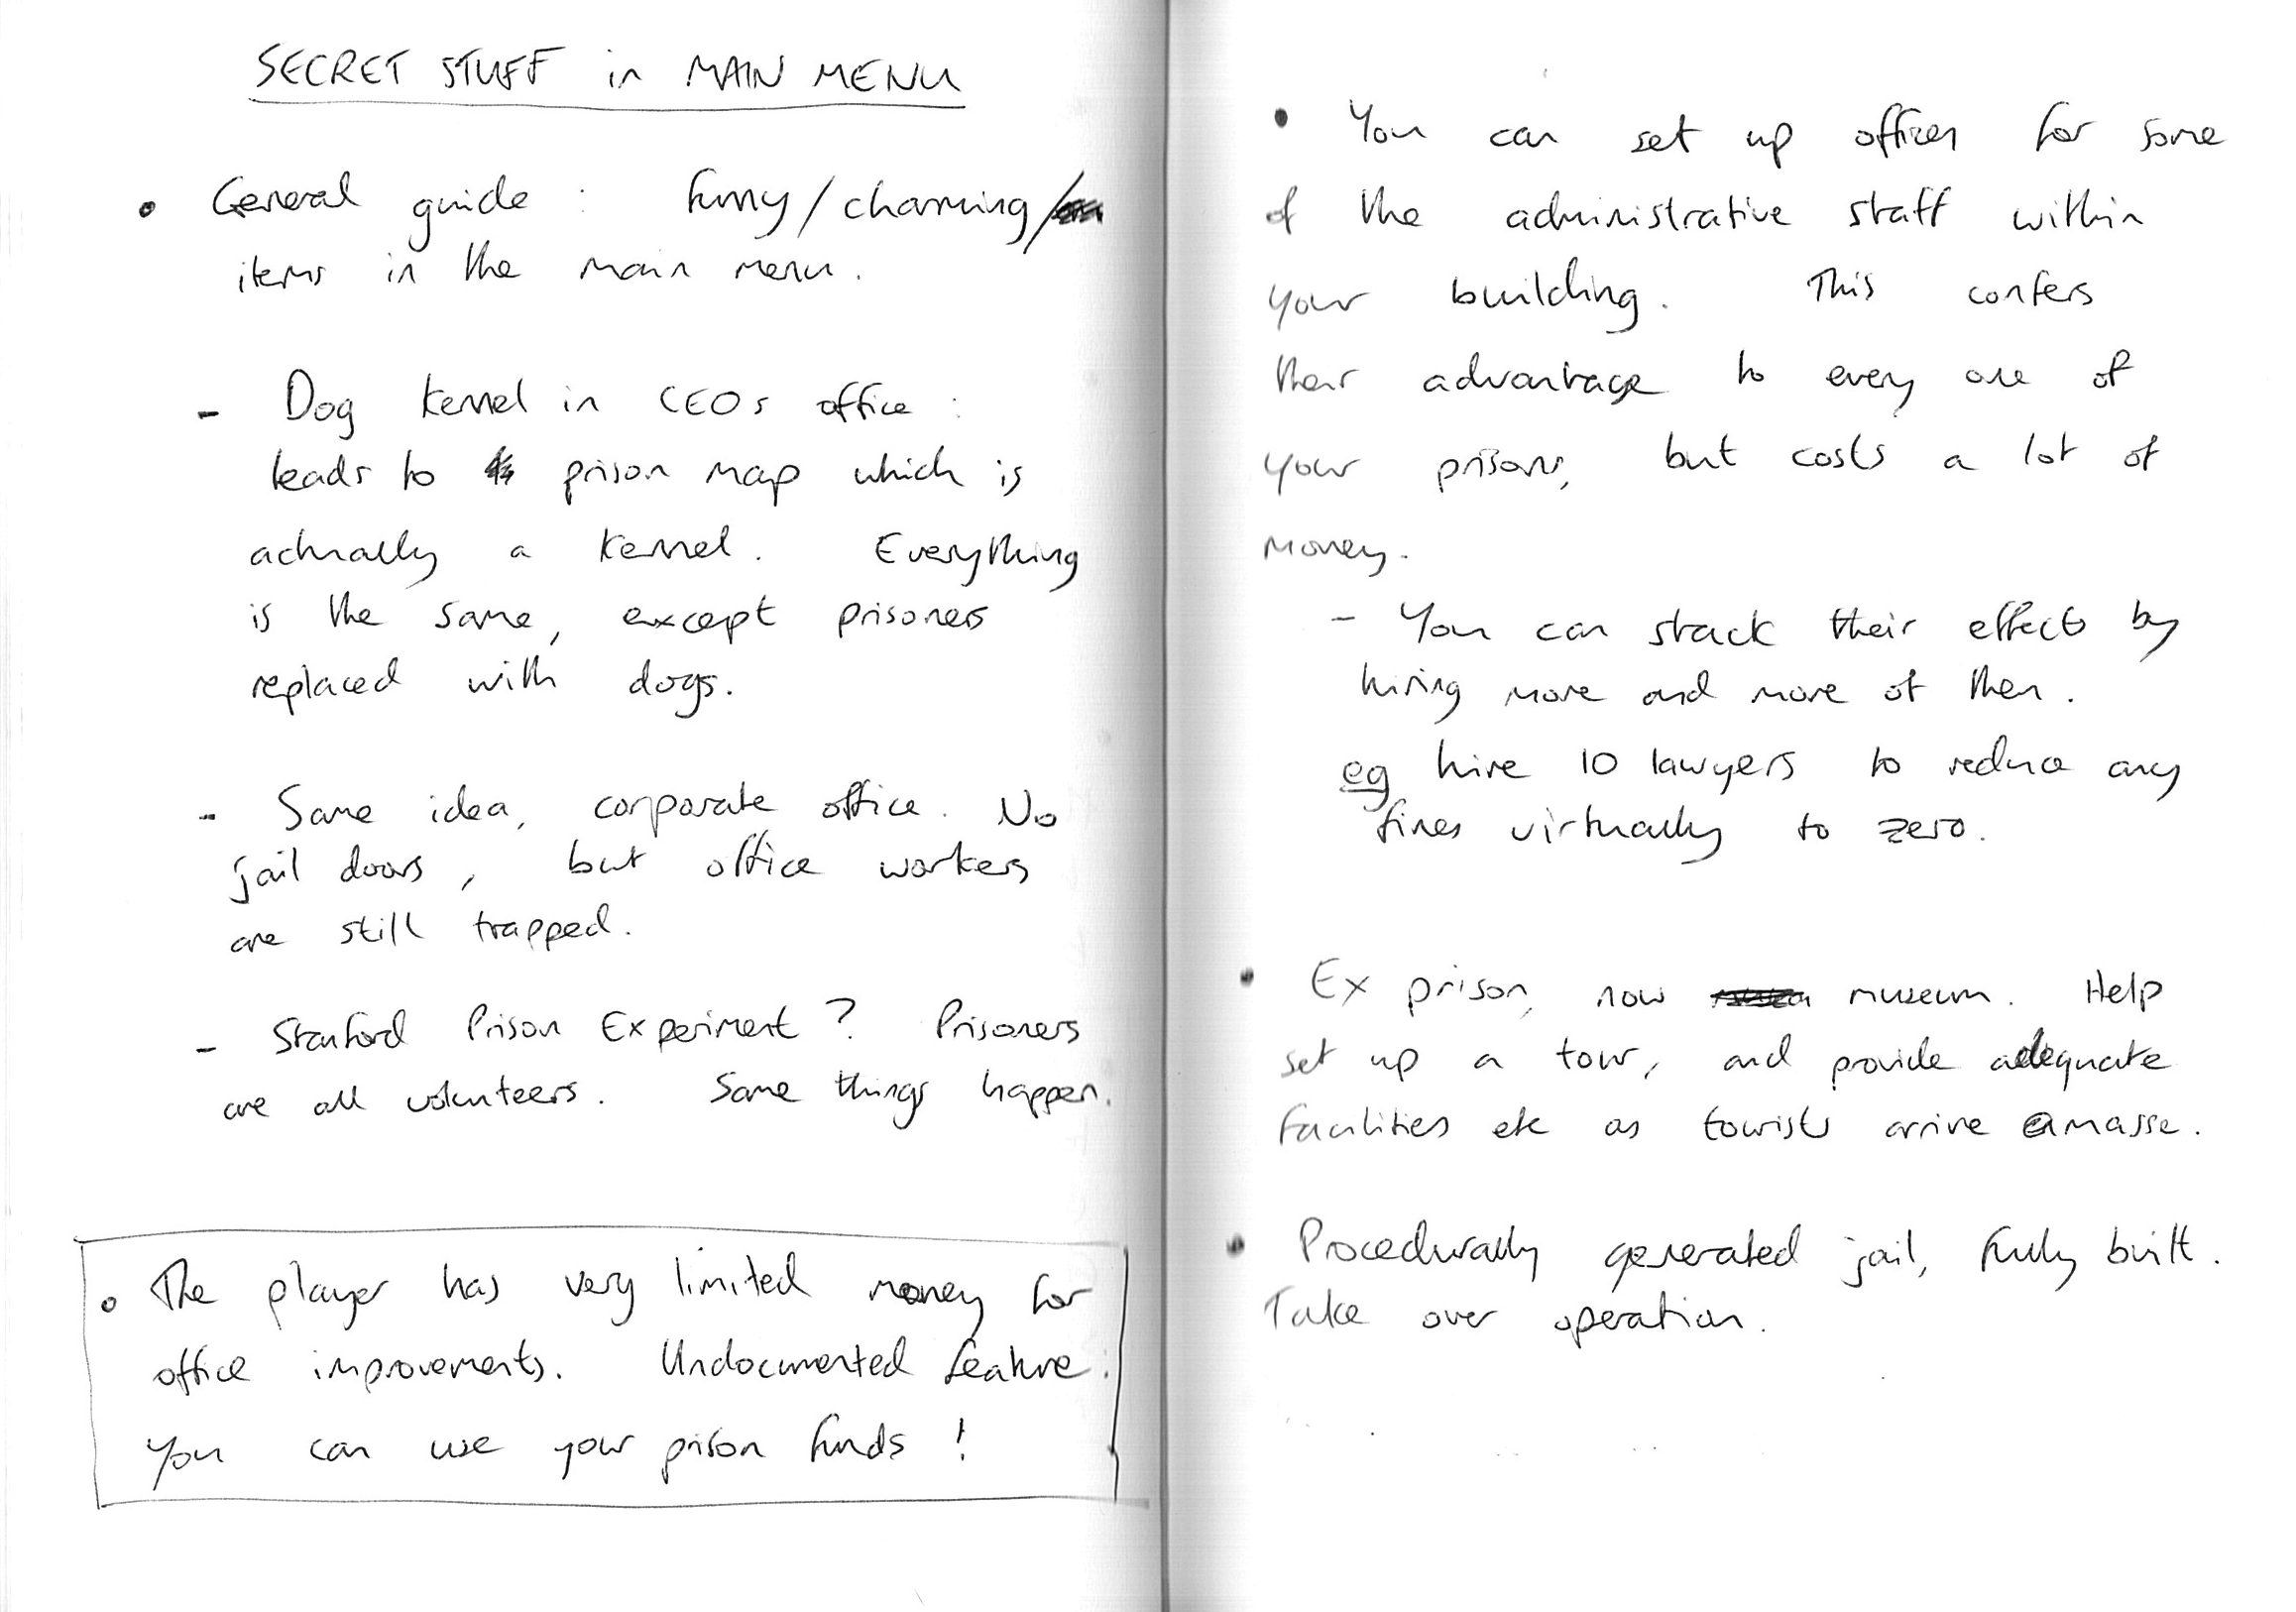 SECRET STUFF in MAIN MENU
• General guide : funny/charming/
items in the main menu.
- Dog kennel in CEOs office :
leads to prison map which is
actually a kennel. Everything
is the same, except prisoners
replaced with dogs.
- Same idea, corporate office. No
jail doors, but office workers
are still trapped.
- Stanford Prison Experiment? Prisoners
are all volunteers. Same things happen.
• The player has very limited money for
office improvements. Undocumented feature:
You can use your prison funds!
• You can set up offices for some
of the administrative staff within
your building. This confers
their advantage to every one of
your prisons, but costs a lot of
money.
- You can stack their effects by
hiring more and more of them.
eg hire 10 lawyers to reduce any
fines virtually to zero.
• Ex prison, now museum. Help
set up a tour, and provide adequate
facilities etc as tourists arrive emasse.
• Procedurally generated jail, fully built.
Take over operation.